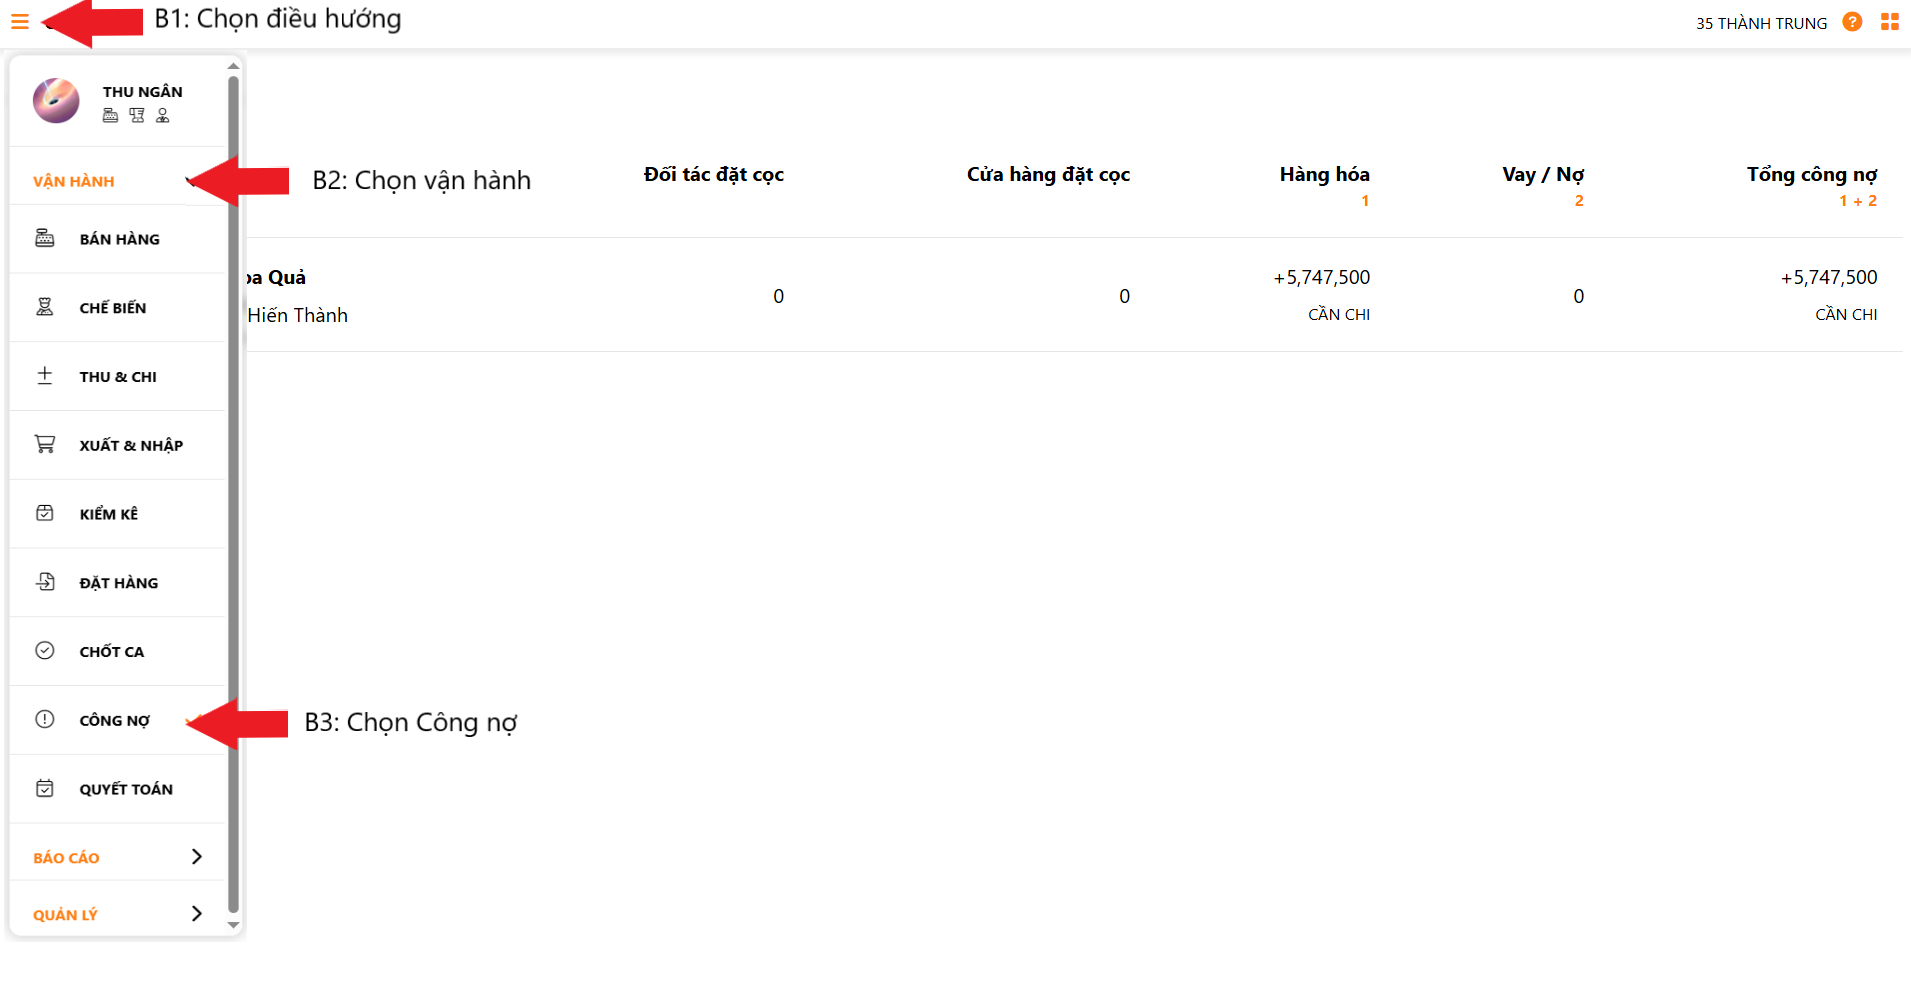 B1: Chọn điều hướng
35 THÀNH TRUNG
THU NGÂN
VẬN HÀNH
B2: Chọn vận hành
BÁN HÀNG
CHẾ BIẾN
THU & CHI
XUẤT & NHẬP
KIỂM KÊ
ĐẶT HÀNG
CHỐT CA
CÔNG NỢ
B3: Chọn Công nợ
QUYẾT TOÁN
BÁO CÁO
QUẢN LÝ
Đối tác đặt cọc Cửa hàng đặt cọc Hàng hóa Vay / Nợ Tổng công nợ
1 2 1 + 2
Quả +5,747,500 +5,747,500
0 0 0
Hiến Thành CẦN CHI CẦN CHI